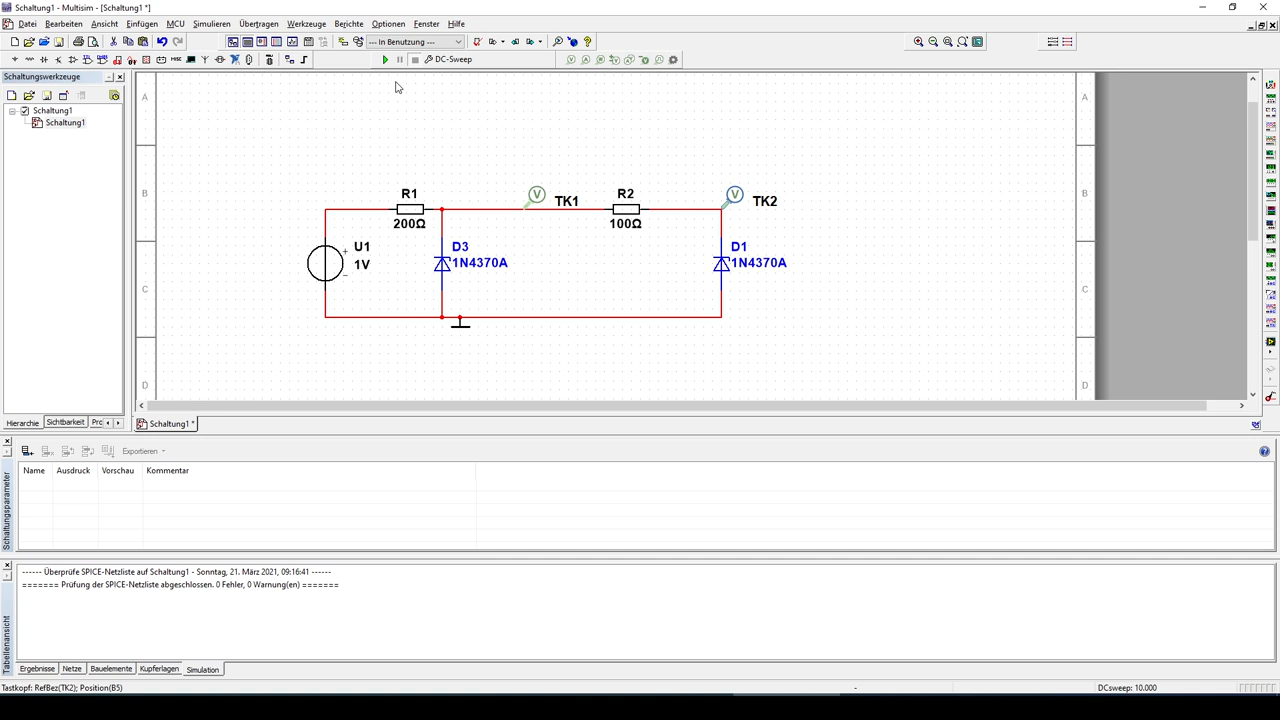 Schaltung1 - Multisim - [Schaltung1 *]
Datei Bearbeiten Ansicht Einfügen MCU Simulieren Übertragen Werkzeuge Berichte Optionen Fenster Hilfe
--- In Benutzung ---
DC-Sweep
Schaltungswerkzeuge
Schaltung1
Schaltung1
A
B
C
D
A
B
C
D
R1
200Ω
V
TK1
R2
100Ω
V
TK2
U1
1V
D3
1N4370A
D1
1N4370A
Hierarchie Sichtbarkeit Prc
Schaltung1 *
Exportieren
Name Ausdruck Vorschau Kommentar
Schaltungsparameter
------ Überprüfe SPICE-Netzliste auf Schaltung1 - Sonntag, 21. März 2021, 09:16:41 ------
======= Prüfung der SPICE-Netzliste abgeschlossen. 0 Fehler, 0 Warnung(en) =======
Tabellenansicht
Ergebnisse Netze Bauelemente Kupferlagen Simulation
Tastkopf: RefBez(TK2); Position(B5)
-
DCsweep: 10.000